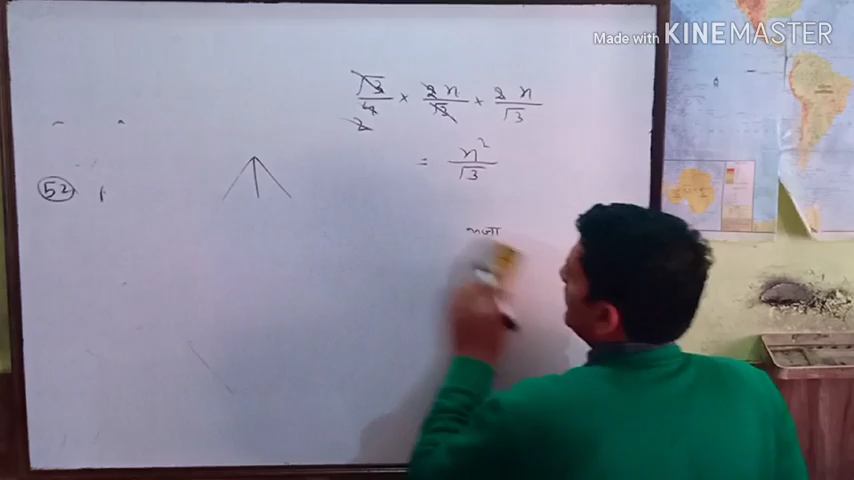 Made with KINEMASTER
√3/4 × 2n/√3 × 2n/√3
= n²/√3
52